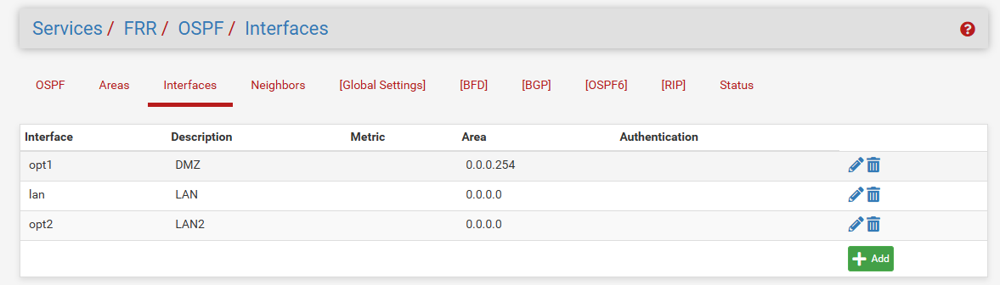 Services / FRR / OSPF / Interfaces
OSPF Areas Interfaces Neighbors [Global Settings] [BFD] [BGP] [OSPF6] [RIP] Status
Interface Description Metric Area Authentication
opt1 DMZ 0.0.0.254
lan LAN 0.0.0.0
opt2 LAN2 0.0.0.0
Add